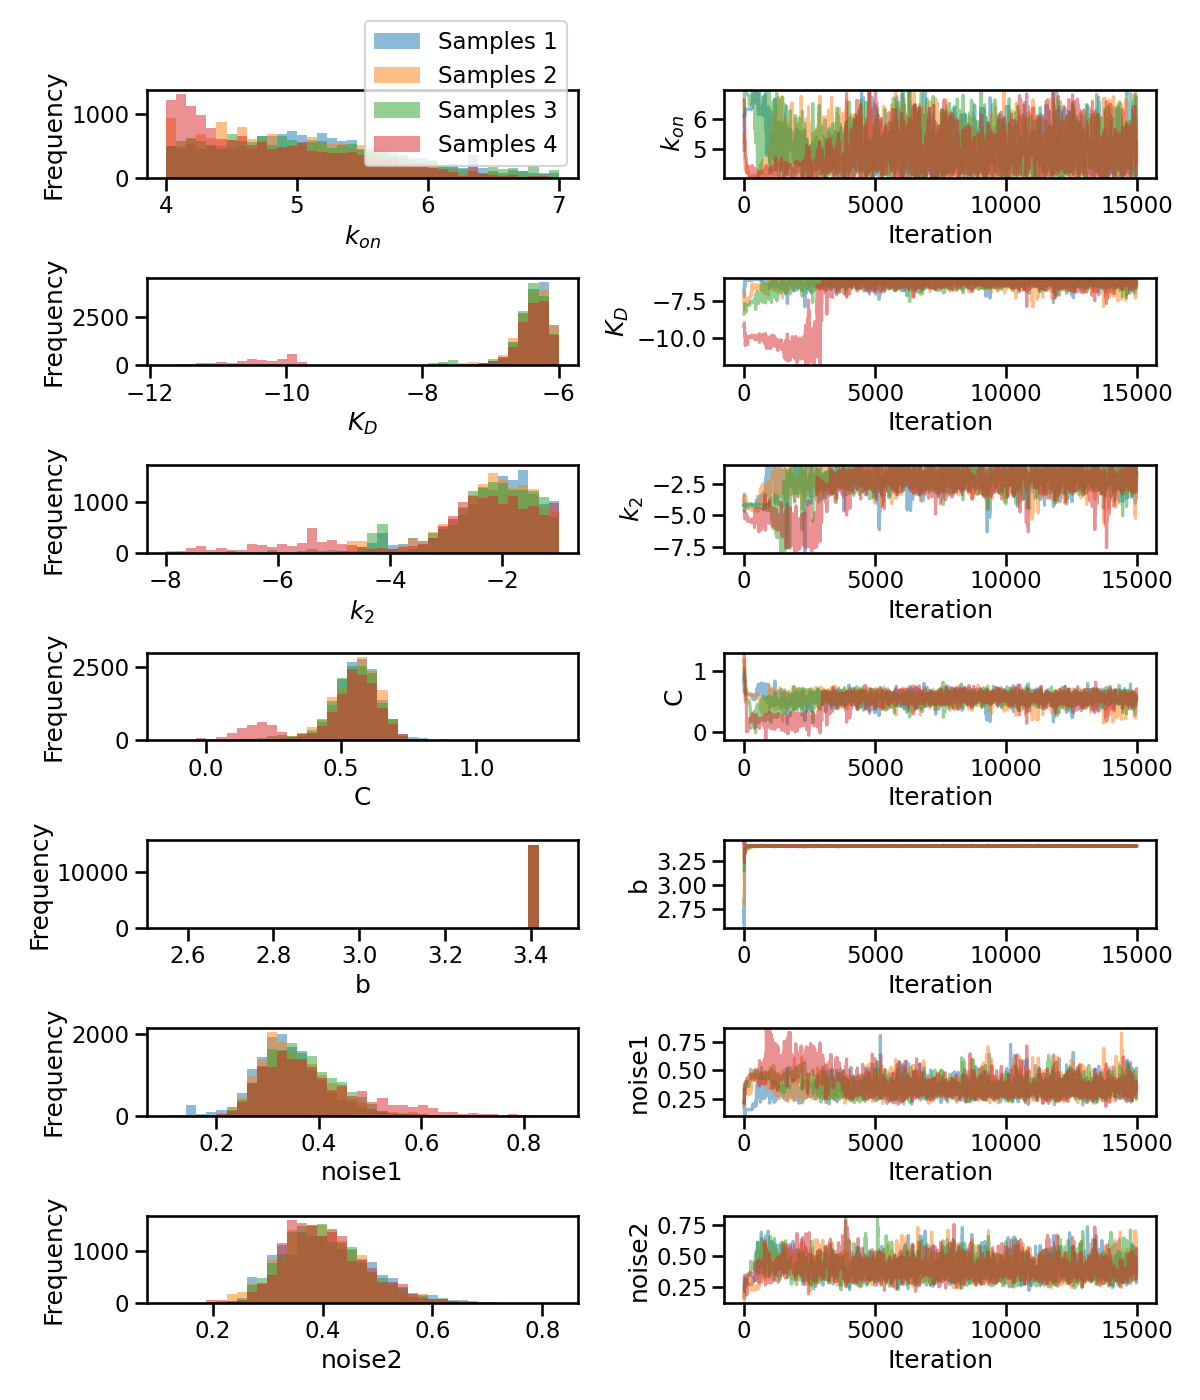 Samples 1
Samples 2
Samples 3
Samples 4
Frequency
1000
0
4 5 6 7
k_on
k_on
6
5
0 5000 10000 15000
Iteration
Frequency
2500
0
−12 −10 −8 −6
K_D
K_D
−7.5
−10.0
0 5000 10000 15000
Iteration
Frequency
1000
0
−8 −6 −4 −2
k_2
k_2
−2.5
−5.0
−7.5
0 5000 10000 15000
Iteration
Frequency
2500
0
0.0 0.5 1.0
C
C
1
0
0 5000 10000 15000
Iteration
Frequency
10000
0
2.6 2.8 3.0 3.2 3.4
b
b
3.25
3.00
2.75
0 5000 10000 15000
Iteration
Frequency
2000
0
0.2 0.4 0.6 0.8
noise1
noise1
0.75
0.50
0.25
0 5000 10000 15000
Iteration
Frequency
1000
0
0.2 0.4 0.6 0.8
noise2
noise2
0.75
0.50
0.25
0 5000 10000 15000
Iteration